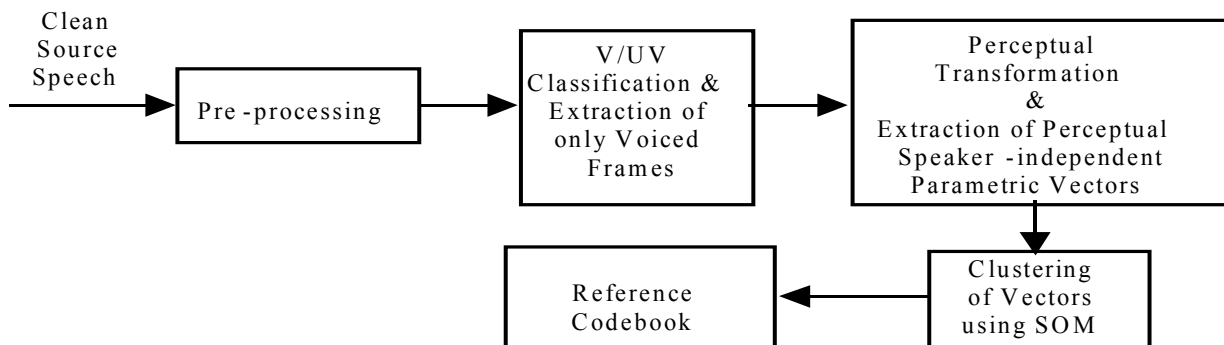 Clean
Source
Speech
Pre-processing
V/UV
Classification &
Extraction of
only Voiced
Frames
Perceptual
Transformation
&
Extraction of Perceptual
Speaker-independent
Parametric Vectors
Clustering
of Vectors
using SOM
Reference
Codebook